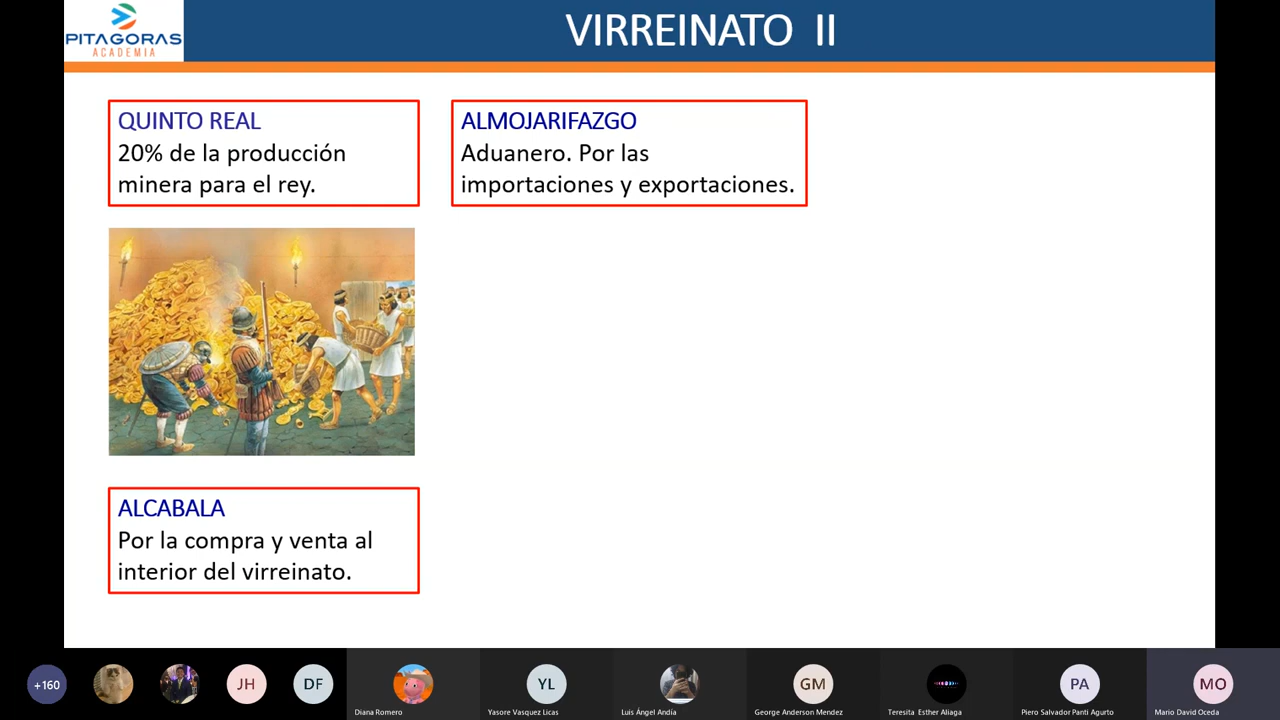 PITAGORAS
ACADEMIA
VIRREINATO II
QUINTO REAL
20% de la producción
minera para el rey.
ALMOJARIFAZGO
Aduanero. Por las
importaciones y exportaciones.
ALCABALA
Por la compra y venta al
interior del virreinato.
+160
JH
DF
Diana Romero
YL
Yasore Vasquez Licas
Luis Ángel Andía
GM
George Anderson Mendez
Teresita Esther Aliaga
PA
Piero Salvador Panti Agurto
MO
Mario David Oceda